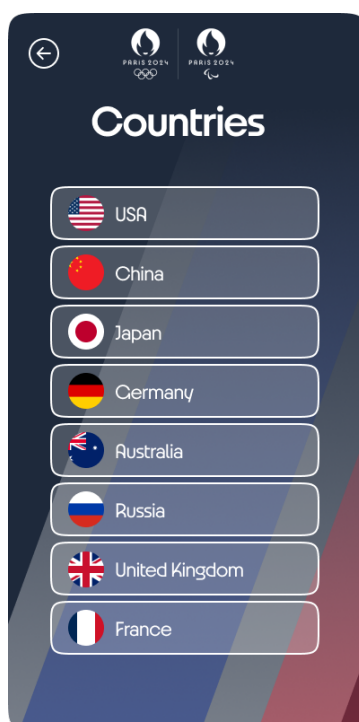 PARIS 2024 PARIS 2024
Countries
USA
China
Japan
Germany
Australia
Russia
United Kingdom
France